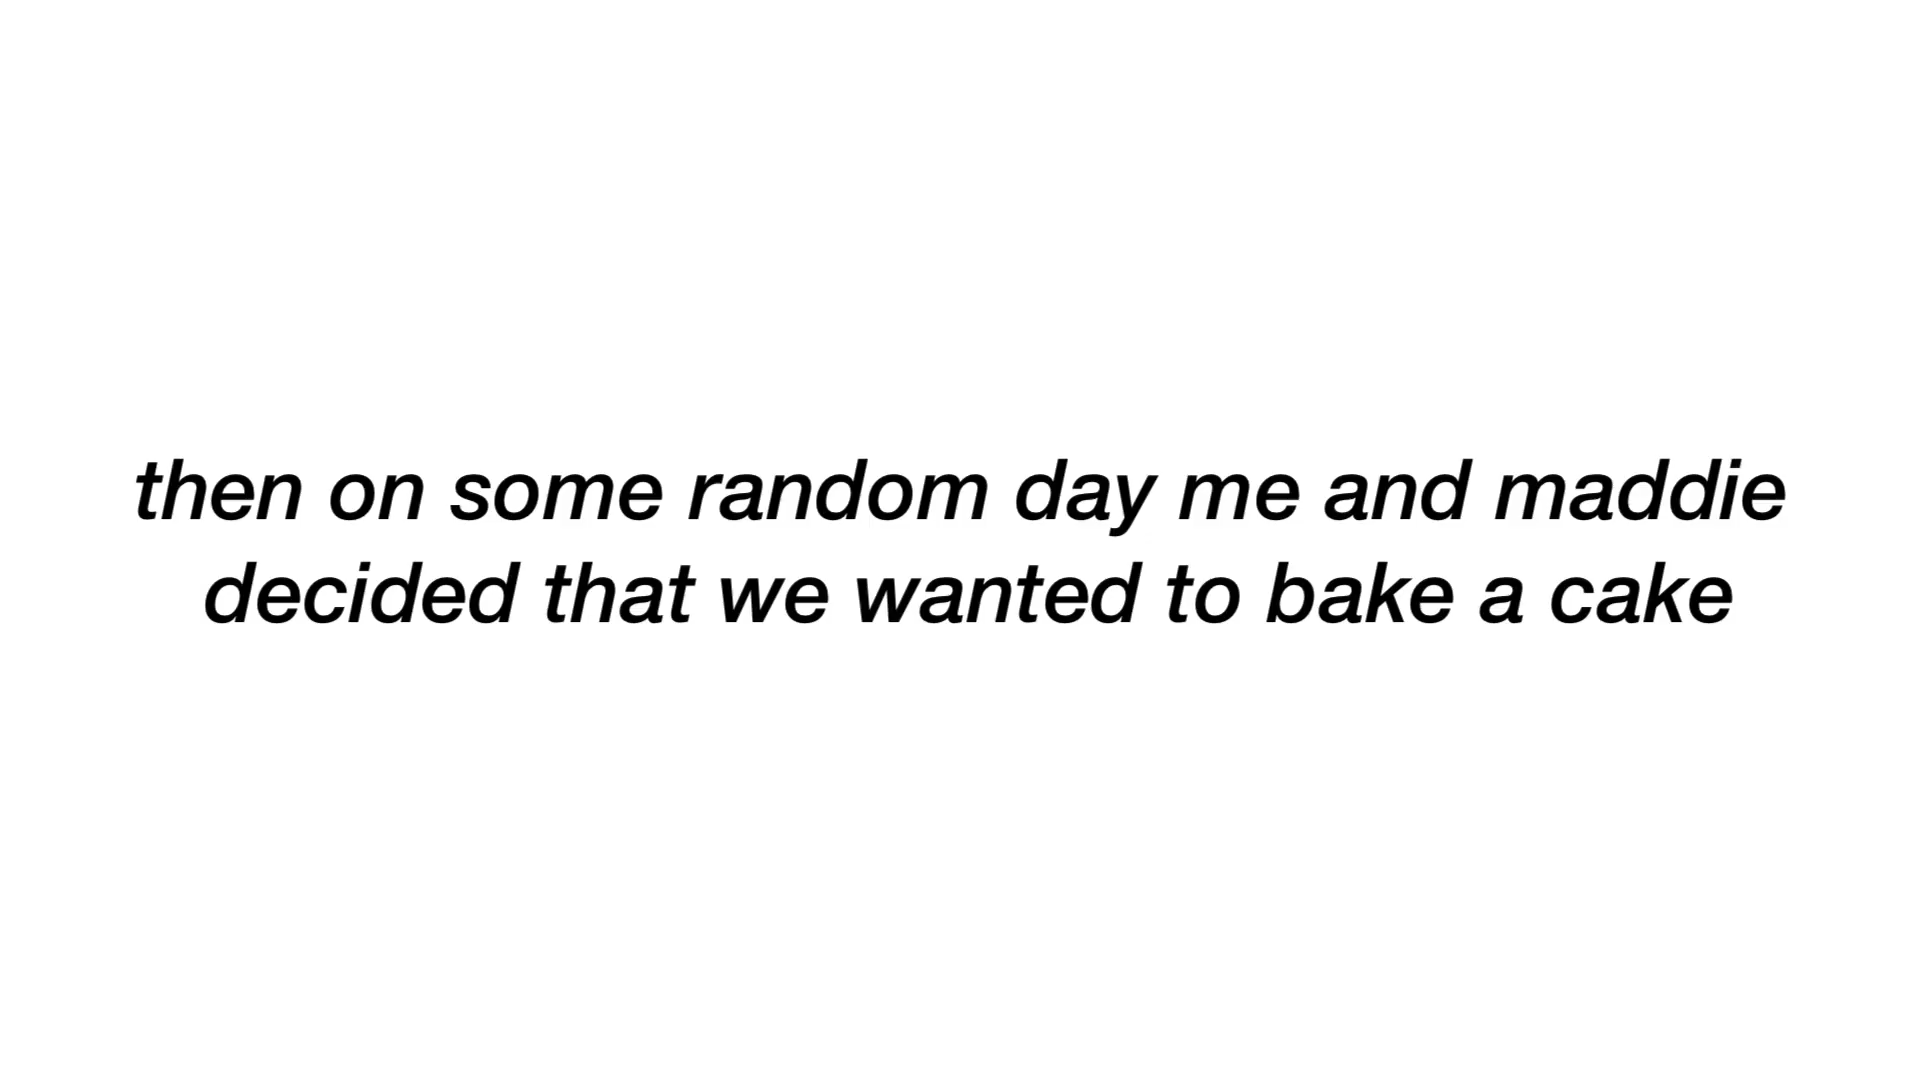 then on some random day me and maddie
decided that we wanted to bake a cake